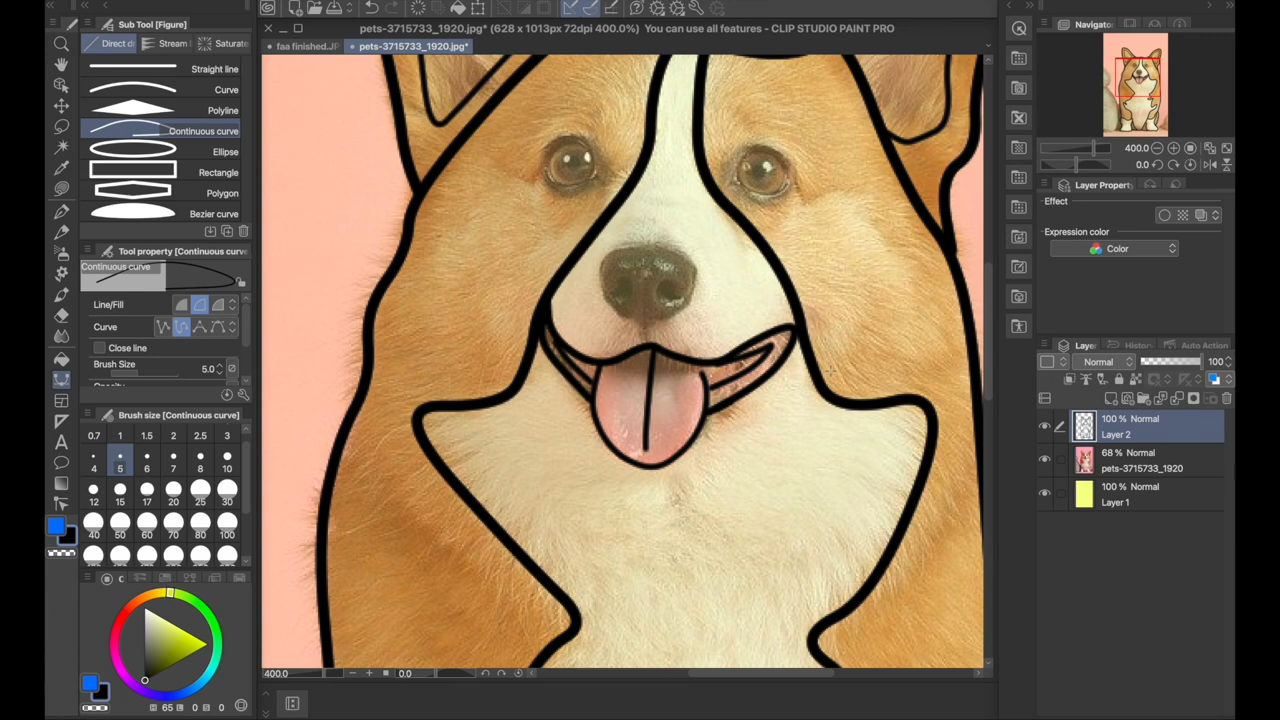 Sub Tool [Figure]
pets-3715733_1920.jpg* (628 x 1013px 72dpi 400.0%) You can use all features - CLIP STUDIO PAINT PRO
Navigator
Direct dr
Stream
Saturate
faa finished.JPG
pets-3715733_1920.jpg*
Straight line
Curve
Polyline
Continuous curve
Ellipse
Rectangle
Polygon
Bezier curve
400.0
0.0
Layer Property
Effect
Expression color
Color
Tool property [Continuous curve]
Continuous curve
Line/Fill
Curve
Close line
Brush Size 5.0
Brush size [Continuous curve]
0.7 1 1.5 2 2.5 3
4 5 6 7 8 10
12 15 17 20 25 30
40 50 60 70 80 100
Layer
History
Auto Action
Normal 100
100 % Normal
Layer 2
68 % Normal
pets-3715733_1920
100 % Normal
Layer 1
A
C
H 65 L 0 S 0
400.0 0.0